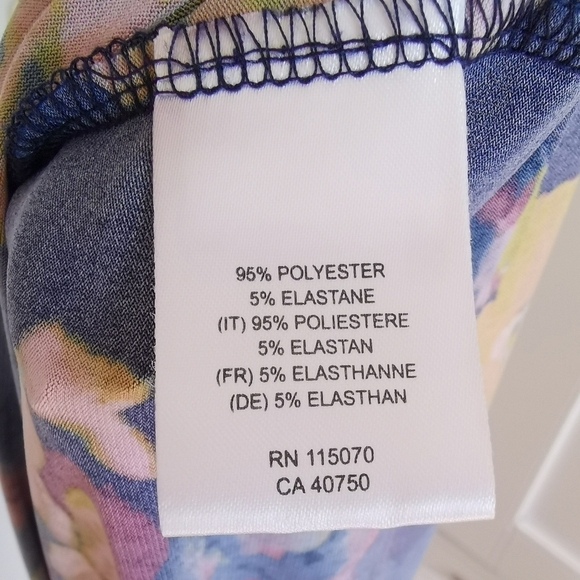 95% POLYESTER
5% ELASTANE
(IT) 95% POLIESTERE
5% ELASTAN
(FR) 5% ELASTHANNE
(DE) 5% ELASTHAN
RN 115070
CA 40750